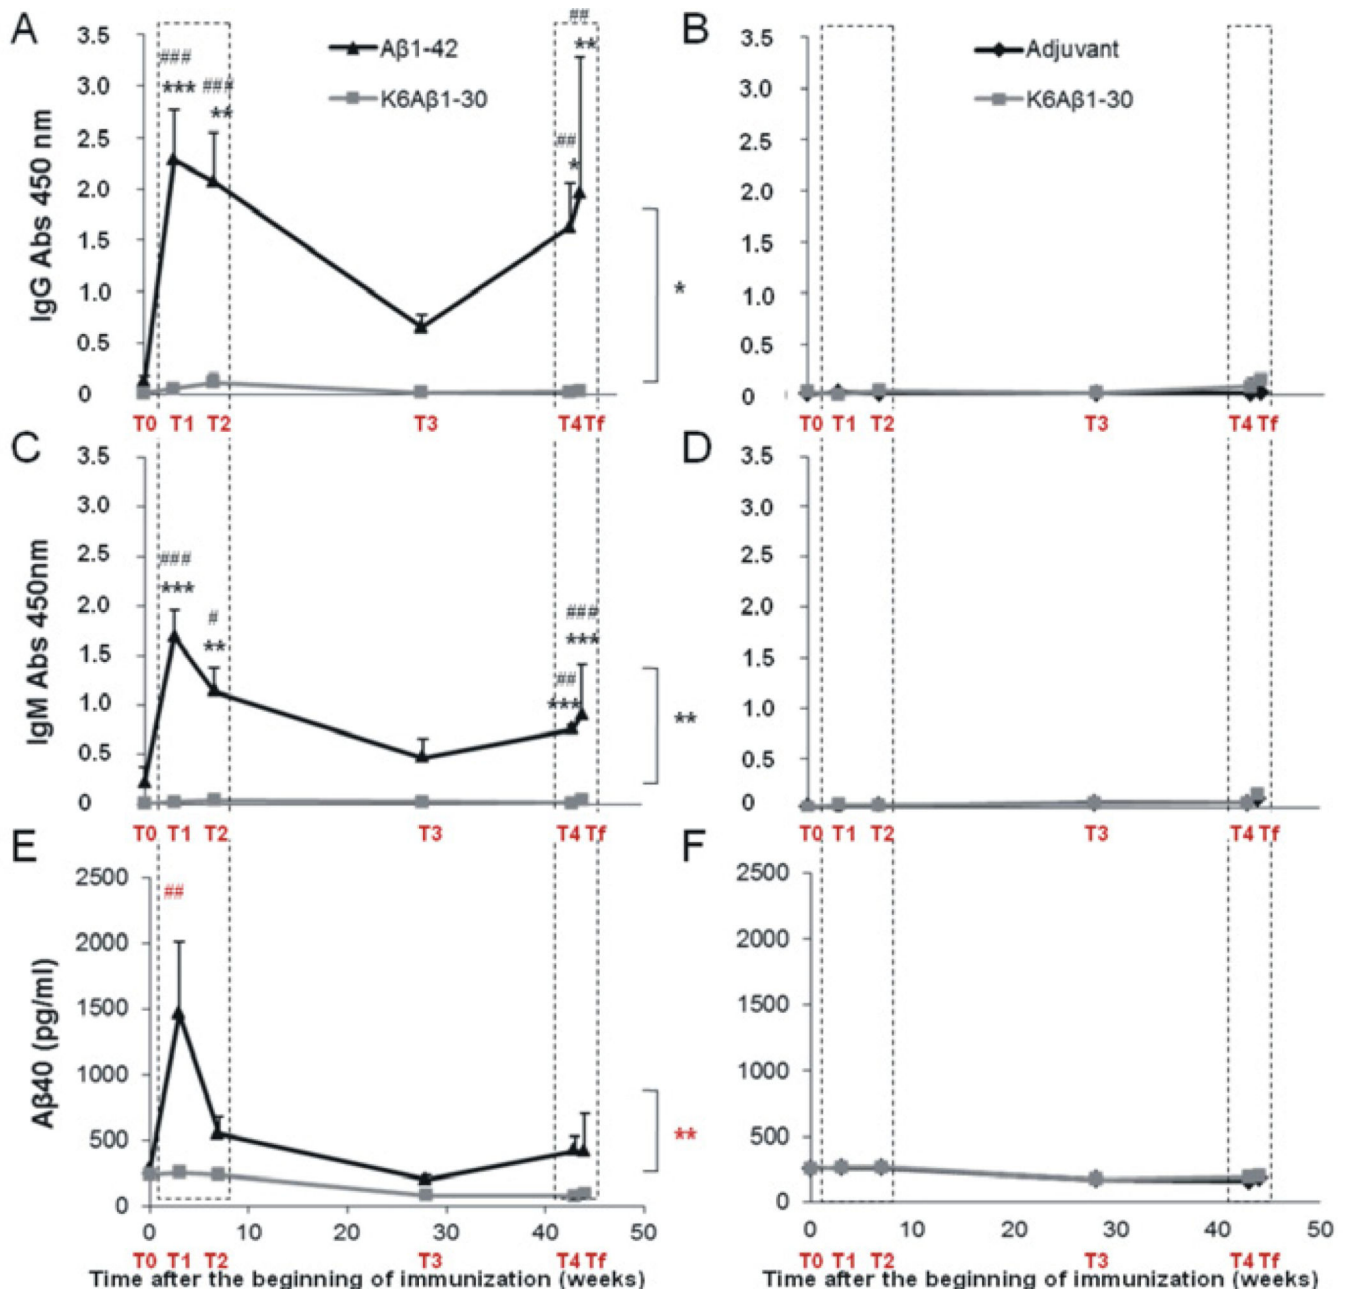 A
IgG Abs 450 nm
3.5
3.0
2.5
2.0
1.5
1.0
0.5
0
Aβ1-42
K6Aβ1-30
###
***
###
**
##
*
##
**
*
T0 T1 T2 T3 T4 Tf
B
3.5
3.0
2.5
2.0
1.5
1.0
0.5
0
Adjuvant
K6Aβ1-30
T0 T1 T2 T3 T4 Tf
C
IgM Abs 450nm
3.5
3.0
2.5
2.0
1.5
1.0
0.5
0
###
***
#
**
##
***
###
***
**
T0 T1 T2 T3 T4 Tf
D
3.5
3.0
2.5
2.0
1.5
1.0
0.5
0
T0 T1 T2 T3 T4 Tf
E
Aβ40 (pg/ml)
2500
2000
1500
1000
500
0
##
**
0 10 20 30 40 50
T0 T1 T2 T3 T4 Tf
Time after the beginning of immunization (weeks)
F
2500
2000
1500
1000
500
0
0 10 20 30 40 50
T0 T1 T2 T3 T4 Tf
Time after the beginning of immunization (weeks)